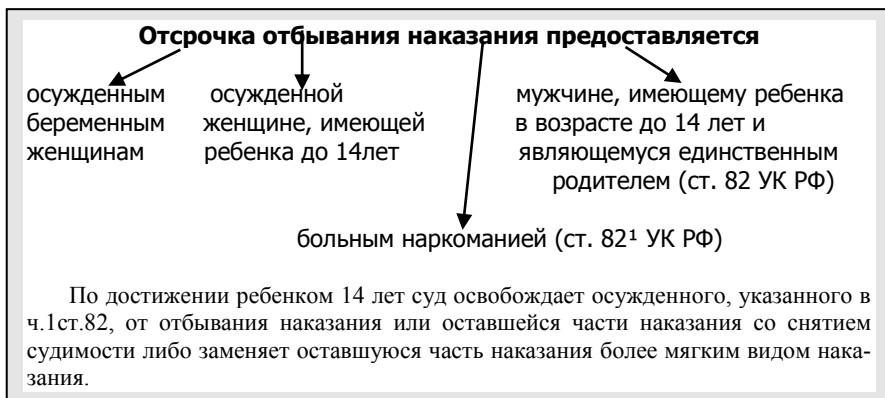 Отсрочка отбывания наказания предоставляется
осужденным
беременным
женщинам
осужденной
женщине, имеющей
ребенка до 14лет
мужчине, имеющему ребенка
в возрасте до 14 лет и
являющемуся единственным
родителем (ст. 82 УК РФ)
больным наркоманией (ст. 82¹ УК РФ)
По достижении ребенком 14 лет суд освобождает осужденного, указанного в
ч.1ст.82, от отбывания наказания или оставшейся части наказания со снятием
судимости либо заменяет оставшуюся часть наказания более мягким видом нака-
зания.